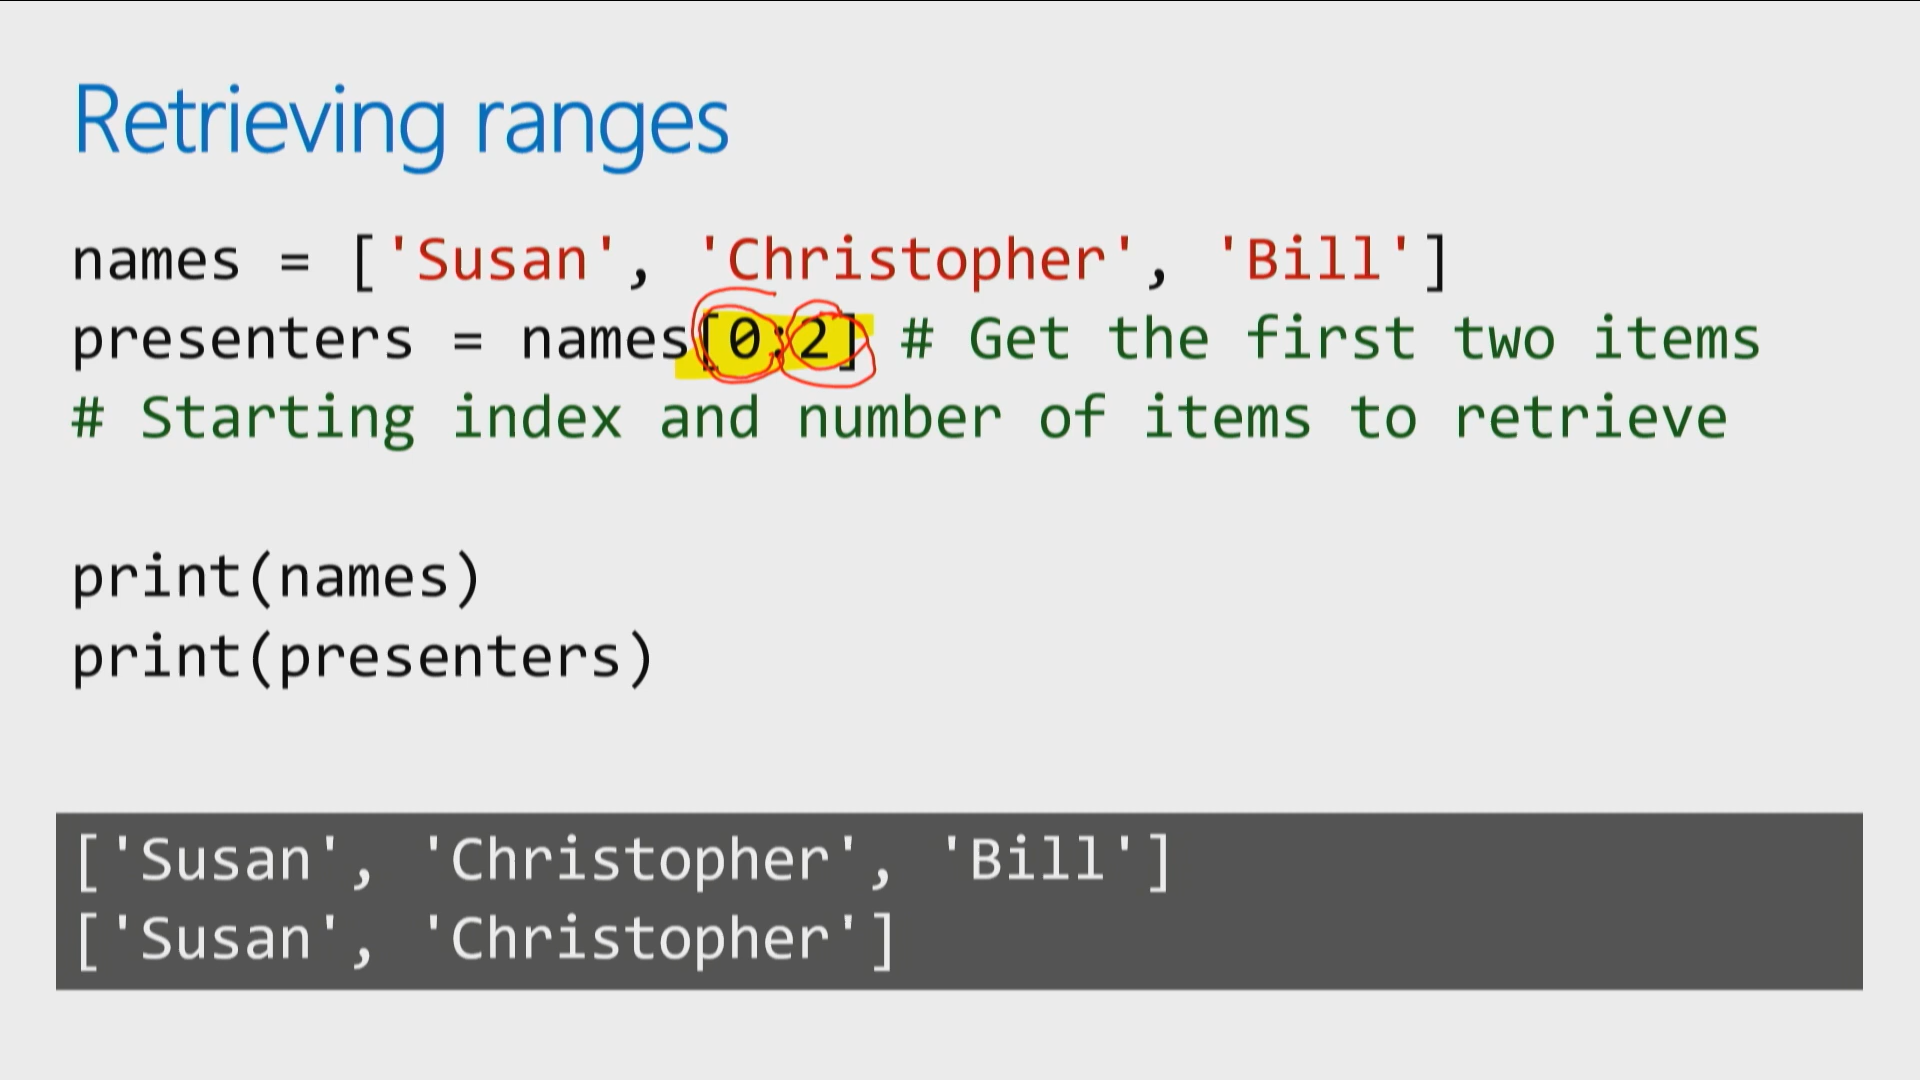 Retrieving ranges
names = ['Susan', 'Christopher', 'Bill']
presenters = names[0:2] # Get the first two items
# Starting index and number of items to retrieve
print(names)
print(presenters)
['Susan', 'Christopher', 'Bill']
['Susan', 'Christopher']